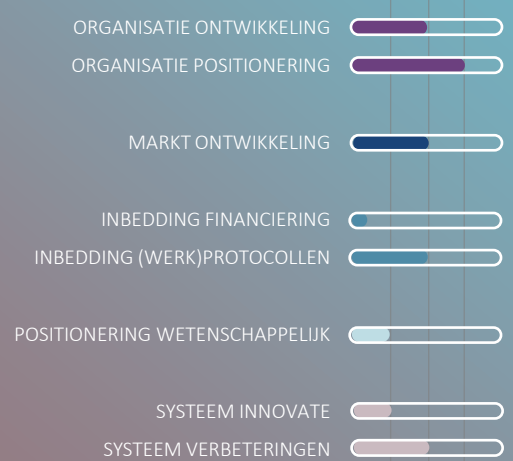 ORGANISATIE ONTWIKKELING
ORGANISATIE POSITIONERING
MARKT ONTWIKKELING
INBEDDING FINANCIERING
INBEDDING (WERK)PROTOCOLLEN
POSITIONERING WETENSCHAPPELIJK
SYSTEEM INNOVATE
SYSTEEM VERBETERINGEN